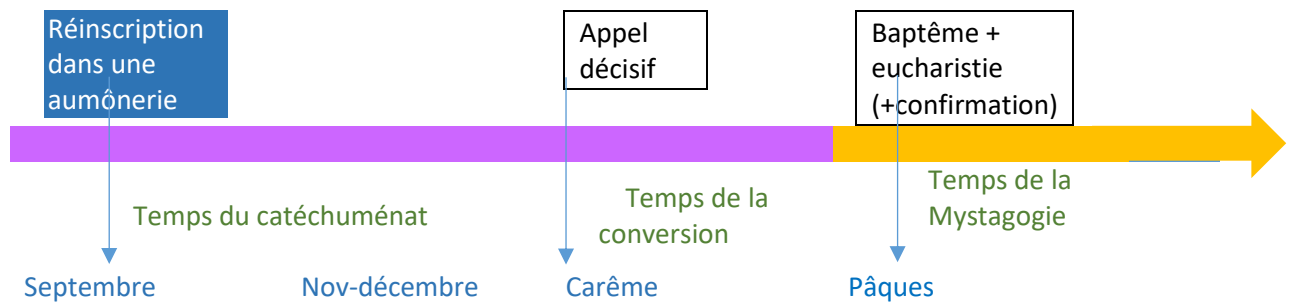 Réinscription
dans une
aumônerie
Appel
décisif
Baptême +
eucharistie
(+confirmation)
Temps du catéchuménat
Temps de la
conversion
Temps de la
Mystagogie
Septembre
Nov-décembre
Carême
Pâques